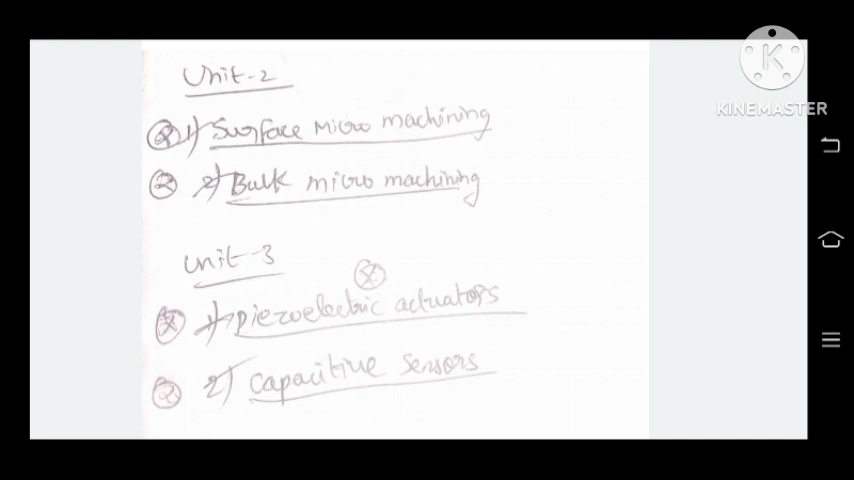 Unit-2
1) Surface micro machining
2) Bulk micro machining
Unit-3
1) piezoelectric actuators
2) capacitive sensors
K
KINEMASTER